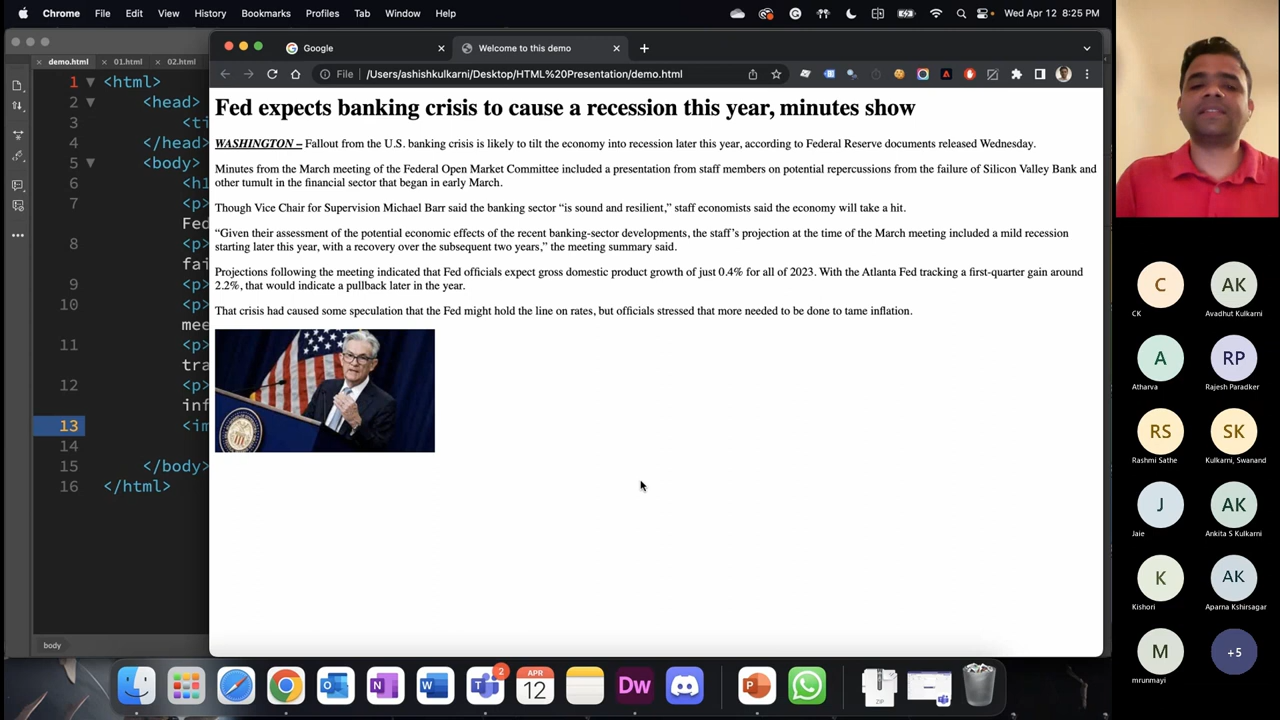 Chrome File Edit View History Bookmarks Profiles Tab Window Help Wed Apr 12 8:25 PM
demo.html 01.html 02.html
Google Welcome to this demo
File /Users/ashishkulkarni/Desktop/HTML%20Presentation/demo.html
1 <html>
2 <head>
3 <ti
4 </head>
5 <body>
6 <h1
7 <p>
Fed
8 <p>
fai
9 <p>
10 <p>
mee
11 <p>
tra
12 <p>
inf
13 <im
14
15 </body>
16 </html>
body
Fed expects banking crisis to cause a recession this year, minutes show
WASHINGTON – Fallout from the U.S. banking crisis is likely to tilt the economy into recession later this year, according to Federal Reserve documents released Wednesday.
Minutes from the March meeting of the Federal Open Market Committee included a presentation from staff members on potential repercussions from the failure of Silicon Valley Bank and
other tumult in the financial sector that began in early March.
Though Vice Chair for Supervision Michael Barr said the banking sector “is sound and resilient,” staff economists said the economy will take a hit.
“Given their assessment of the potential economic effects of the recent banking-sector developments, the staff’s projection at the time of the March meeting included a mild recession
starting later this year, with a recovery over the subsequent two years,” the meeting summary said.
Projections following the meeting indicated that Fed officials expect gross domestic product growth of just 0.4% for all of 2023. With the Atlanta Fed tracking a first-quarter gain around
2.2%, that would indicate a pullback later in the year.
That crisis had caused some speculation that the Fed might hold the line on rates, but officials stressed that more needed to be done to tame inflation.
C AK
CK Avadhut Kulkarni
A RP
Atharva Rajesh Paradker
RS SK
Rashmi Sathe Kulkarni, Swanand
J AK
Jaie Ankita S Kulkarni
K AK
Kishori Aparna Kshirsagar
M +5
mrunmayi
2
APR
12
Dw
ZIP